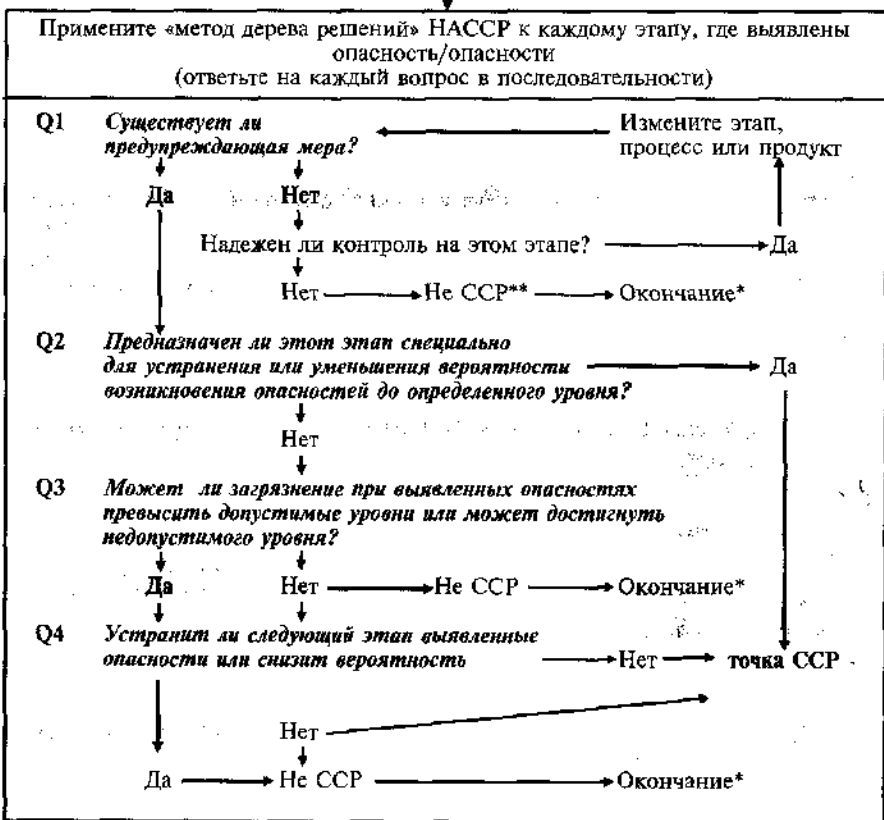 Примените «метод дерева решений» НАССР к каждому этапу, где выявлены
опасность/опасности
(ответьте на каждый вопрос в последовательности)
Q1 Существует ли предупреждающая мера?
Измените этап,
процесс или продукт
Да Нет
Надежен ли контроль на этом этапе? Да
Нет Не ССР** Окончание*
Q2 Предназначен ли этот этап специально
для устранения или уменьшения вероятности Да
возникновения опасностей до определенного уровня?
Нет
Q3 Может ли загрязнение при выявленных опасностях
превысить допустимые уровни или может достигнуть
недопустимого уровня?
Да Нет Не ССР Окончание*
Q4 Устранит ли следующий этап выявленные
опасности или снизит вероятность Нет точка ССР
Нет
Да Не ССР Окончание*